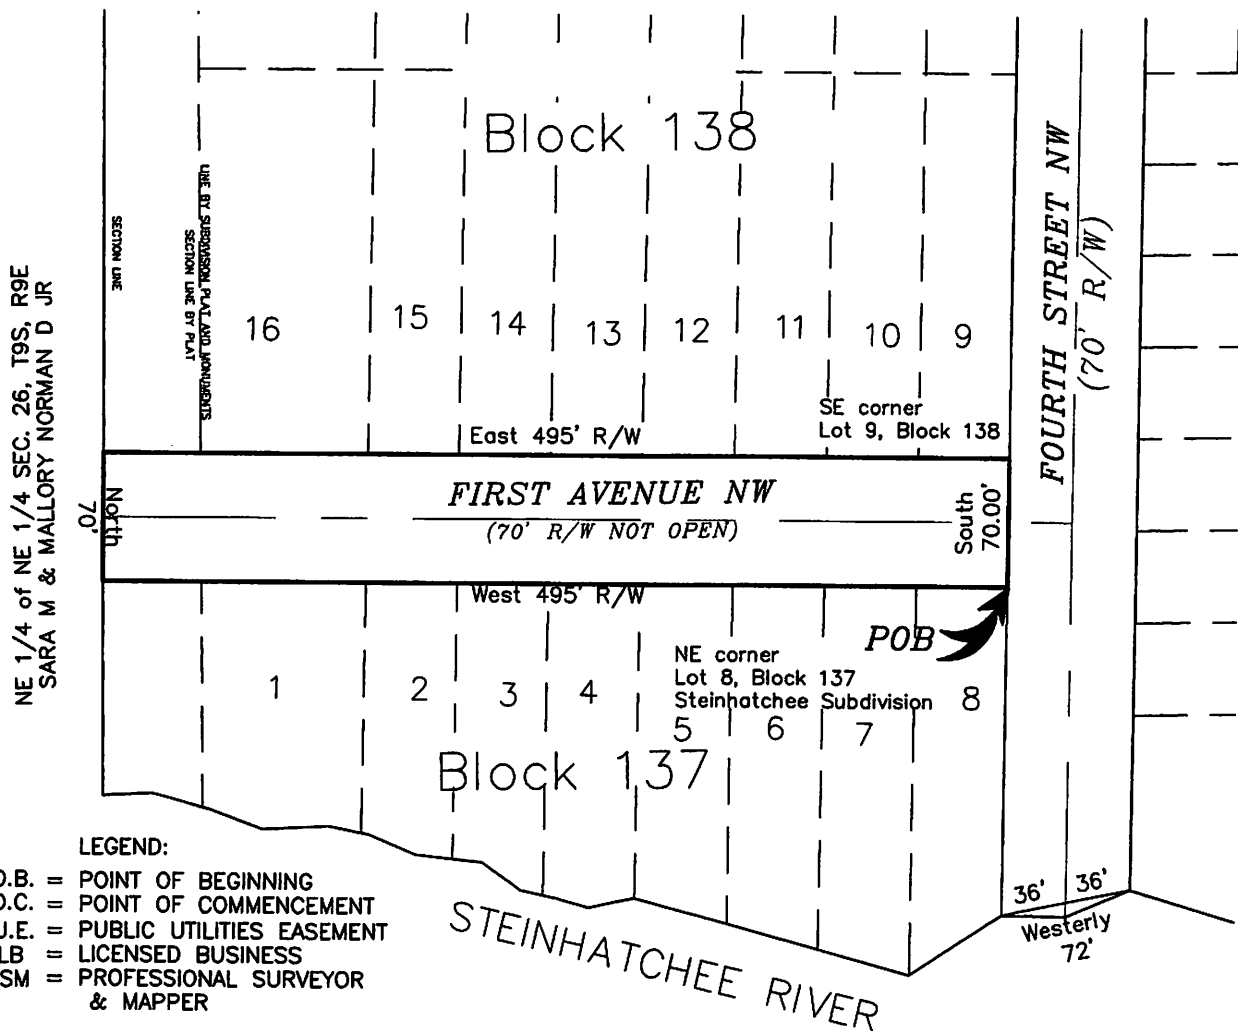 Block 138
FOURTH STREET NW
(70' R/W)
SECTION LINE
LINE BY SUBDIVISION PLAT AND MONUMENTS
SECTION LINE BY PLAT
NE 1/4 of NE 1/4 SEC. 26, T9S, R9E
SARA M & MALLORY NORMAN D JR
16
15
14
13
12
11
10
9
SE corner
Lot 9, Block 138
East 495' R/W
FIRST AVENUE NW
(70' R/W NOT OPEN)
North
70'
South
70.00'
West 495' R/W
POB
NE corner
Lot 8, Block 137
Steinhatchee Subdivision
1
2
3
4
5
6
7
8
Block 137
36'
36'
Westerly
72'
STEINHATCHEE RIVER
LEGEND:
O.B. = POINT OF BEGINNING
O.C. = POINT OF COMMENCEMENT
U.E. = PUBLIC UTILITIES EASEMENT
LB = LICENSED BUSINESS
SM = PROFESSIONAL SURVEYOR
& MAPPER